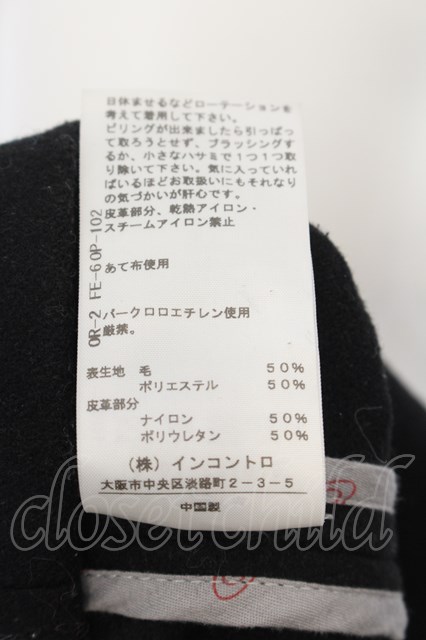 日休ませるなどローテーションを
考えて着用して下さい。
ピリングが出来ましたら引っぱっ
て取ろうとせず、ブラッシングす
るか、小さなハサミで1つ1つ取
り除いて下さい。気に入っていれ
ばいるほどお取扱いにもそれなり
の気づかいが肝心です。
皮革部分、乾熱アイロン・
スチームアイロン禁止
あて布使用
パークロロエチレン使用
厳禁。
OR-2 FE-6 OP-102
表生地 毛 50%
ポリエステル 50%
皮革部分
ナイロン 50%
ポリウレタン 50%
(株)インコントロ
大阪市中央区淡路町2-3-5
中国製
closet child